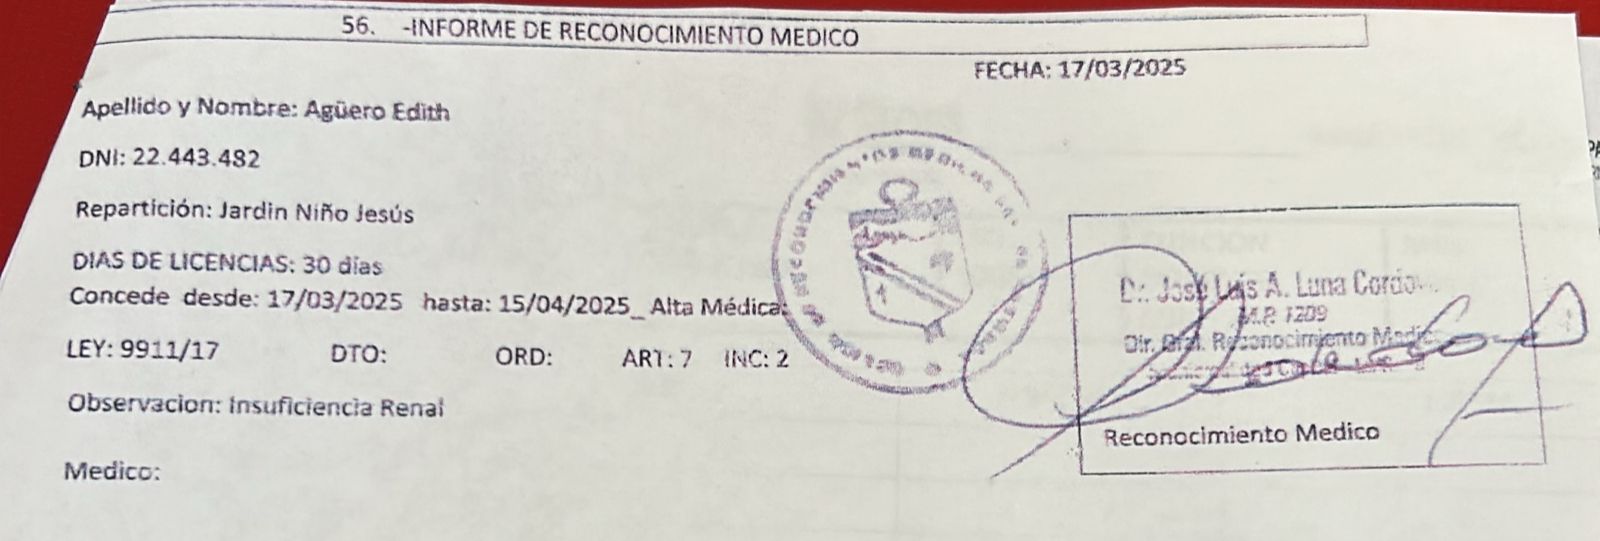 56. -INFORME DE RECONOCIMIENTO MEDICO
FECHA: 17/03/2025
Apellido y Nombre: Agüero Edith
DNI: 22.443.482
Repartición: Jardin Niño Jesús
DIAS DE LICENCIAS: 30 días
Concede desde: 17/03/2025 hasta: 15/04/2025_ Alta Médica:
LEY: 9911/17 DTO: ORD: ART: 7 INC: 2
Observacion: Insuficiencia Renal
Medico:
Dr. José Luis A. Luna
M.P. 1209
Dir. Gral. Reconocimiento
Reconocimiento Medico